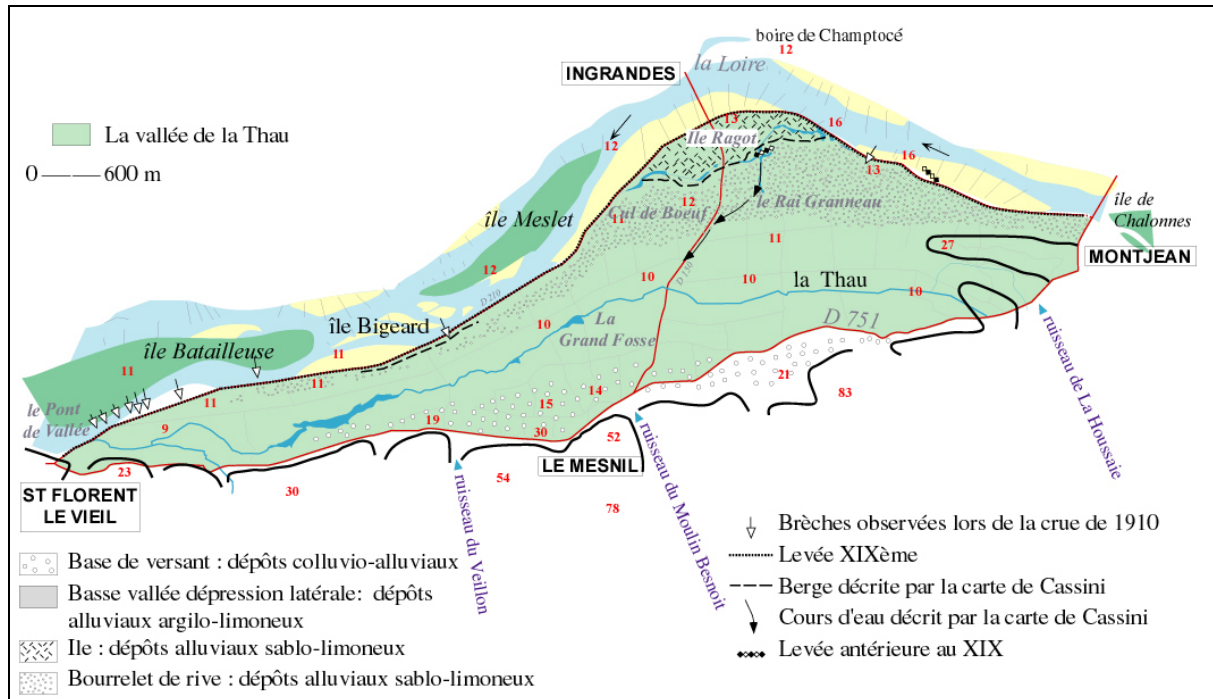 boire de Champtocé
12
la Loire
INGRANDES
La vallée de la Thau
0 600 m
13
16
12
Ile Ragot
16
13
île de
Chalonnes
MONTJEAN
12
Cul de Boeuf
le Rai Granneau
11
11
27
île Meslet
12
10
D 150
10
la Thau
10
D 210
île Bigeard
10
La
Grand Fosse
D 751
île Batailleuse
11
11
11
11
le Pont
de Vallée
9
14
15
21
83
19
30
52
23
ST FLORENT
LE VIEIL
30
54
LE MESNIL
78
ruisseau du Veillon
ruisseau du Moulin Besnoit
ruisseau de La Houssaie
Base de versant : dépôts colluvio-alluviaux
Basse vallée dépression latérale: dépôts
alluviaux argilo-limoneux
Ile : dépôts alluviaux sablo-limoneux
Bourrelet de rive : dépôts alluviaux sablo-limoneux
Brèches observées lors de la crue de 1910
Levée XIXème
Berge décrite par la carte de Cassini
Cours d'eau décrit par la carte de Cassini
Levée antérieure au XIX